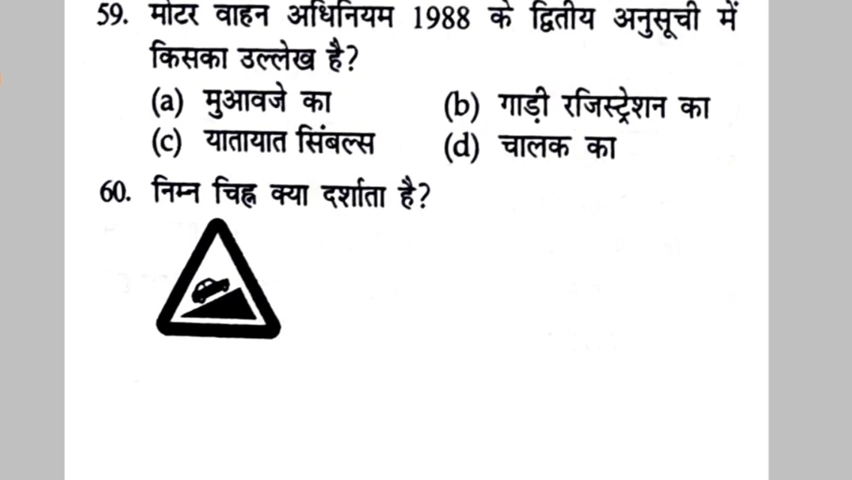 59. मोटर वाहन अधिनियम 1988 के द्वितीय अनुसूची में
किसका उल्लेख है?
(a) मुआवजे का (b) गाड़ी रजिस्ट्रेशन का
(c) यातायात सिंबल्स (d) चालक का
60. निम्न चिह्न क्या दर्शाता है?